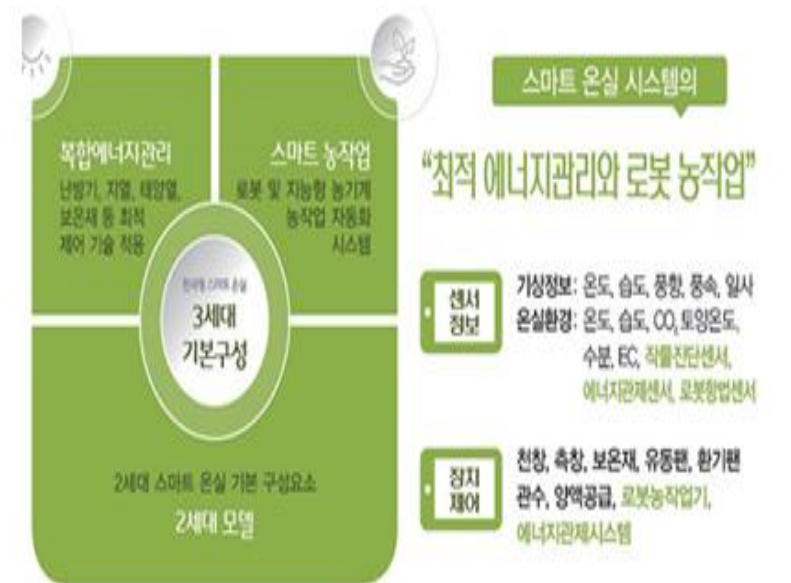 복합에너지관리
난방기, 지열, 태양열,
보온재 등 최적
제어 기술 적용
스마트 농작업
로봇 및 지능형 농기계
농작업 자동화
시스템
스마트 온실
3세대
기본구성
2세대 스마트 온실 기본 구성요소
2세대 모델
스마트 온실 시스템의
“최적 에너지관리와 로봇 농작업”
센서
정보
기상정보: 온도, 습도, 풍향, 풍속, 일사
온실환경: 온도, 습도, CO, 토양온도,
수분, EC, 작물진단센서,
에너지관제센서, 로봇항법센서
장치
제어
천창, 측창, 보온재, 유동팬, 환기팬
관수, 양액공급, 로봇농작업기,
에너지관제시스템